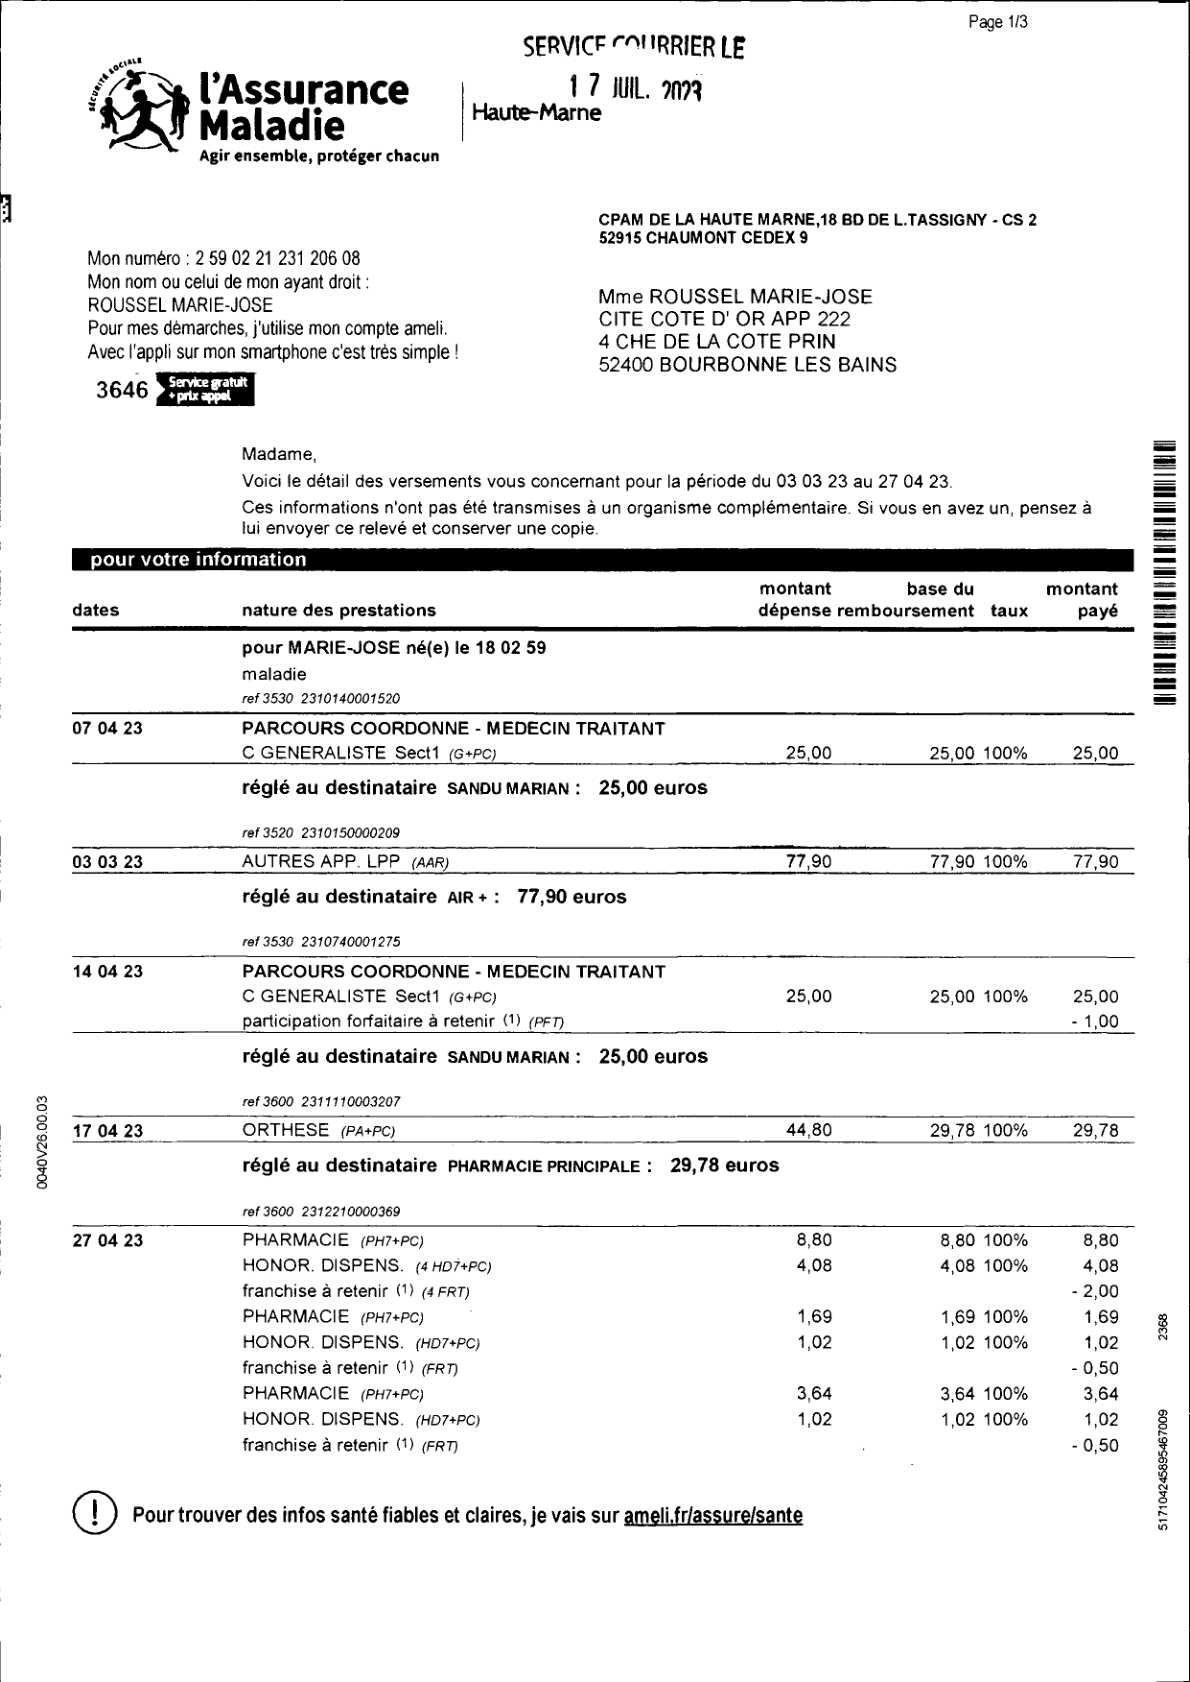 Page 1/3
SERVICE COURRIER LE
17 JUIL. 2023
SÉCURITÉ SOCIALE
l'Assurance
Maladie
Agir ensemble, protéger chacun
Haute-Marne
CPAM DE LA HAUTE MARNE,18 BD DE L.TASSIGNY - CS 2
52915 CHAUMONT CEDEX 9
Mon numéro : 2 59 02 21 231 206 08
Mon nom ou celui de mon ayant droit :
ROUSSEL MARIE-JOSE
Pour mes démarches, j'utilise mon compte ameli.
Avec l'appli sur mon smartphone c'est très simple !
3646 Service gratuit
+ prix appel
Mme ROUSSEL MARIE-JOSE
CITE COTE D' OR APP 222
4 CHE DE LA COTE PRIN
52400 BOURBONNE LES BAINS
Madame,
Voici le détail des versements vous concernant pour la période du 03 03 23 au 27 04 23.
Ces informations n'ont pas été transmises à un organisme complémentaire. Si vous en avez un, pensez à
lui envoyer ce relevé et conserver une copie.
pour votre information
montant base du montant
dates nature des prestations dépense remboursement taux payé
pour MARIE-JOSE né(e) le 18 02 59
maladie
ref 3530 2310140001520
07 04 23 PARCOURS COORDONNE - MEDECIN TRAITANT
C GENERALISTE Sect1 (G+PC) 25,00 25,00 100% 25,00
réglé au destinataire SANDU MARIAN : 25,00 euros
ref 3520 2310150000209
03 03 23 AUTRES APP. LPP (AAR) 77,90 77,90 100% 77,90
réglé au destinataire AIR + : 77,90 euros
ref 3530 2310740001275
14 04 23 PARCOURS COORDONNE - MEDECIN TRAITANT
C GENERALISTE Sect1 (G+PC) 25,00 25,00 100% 25,00
participation forfaitaire à retenir (1) (PFT) - 1,00
réglé au destinataire SANDU MARIAN : 25,00 euros
ref 3600 2311110003207
17 04 23 ORTHESE (PA+PC) 44,80 29,78 100% 29,78
réglé au destinataire PHARMACIE PRINCIPALE : 29,78 euros
ref 3600 2312210000369
27 04 23 PHARMACIE (PH7+PC) 8,80 8,80 100% 8,80
HONOR. DISPENS. (4 HD7+PC) 4,08 4,08 100% 4,08
franchise à retenir (1) (4 FRT) - 2,00
PHARMACIE (PH7+PC) 1,69 1,69 100% 1,69
HONOR. DISPENS. (HD7+PC) 1,02 1,02 100% 1,02
franchise à retenir (1) (FRT) - 0,50
PHARMACIE (PH7+PC) 3,64 3,64 100% 3,64
HONOR. DISPENS. (HD7+PC) 1,02 1,02 100% 1,02
franchise à retenir (1) (FRT) - 0,50
! Pour trouver des infos santé fiables et claires, je vais sur ameli.fr/assure/sante
0040V26.00.03
2368
517104245895467009